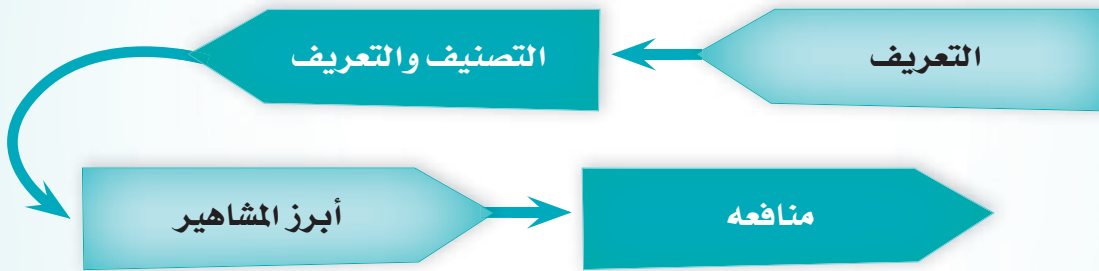 التعريف
التصنيف والتعريف
أبرز المشاهير
منافعه